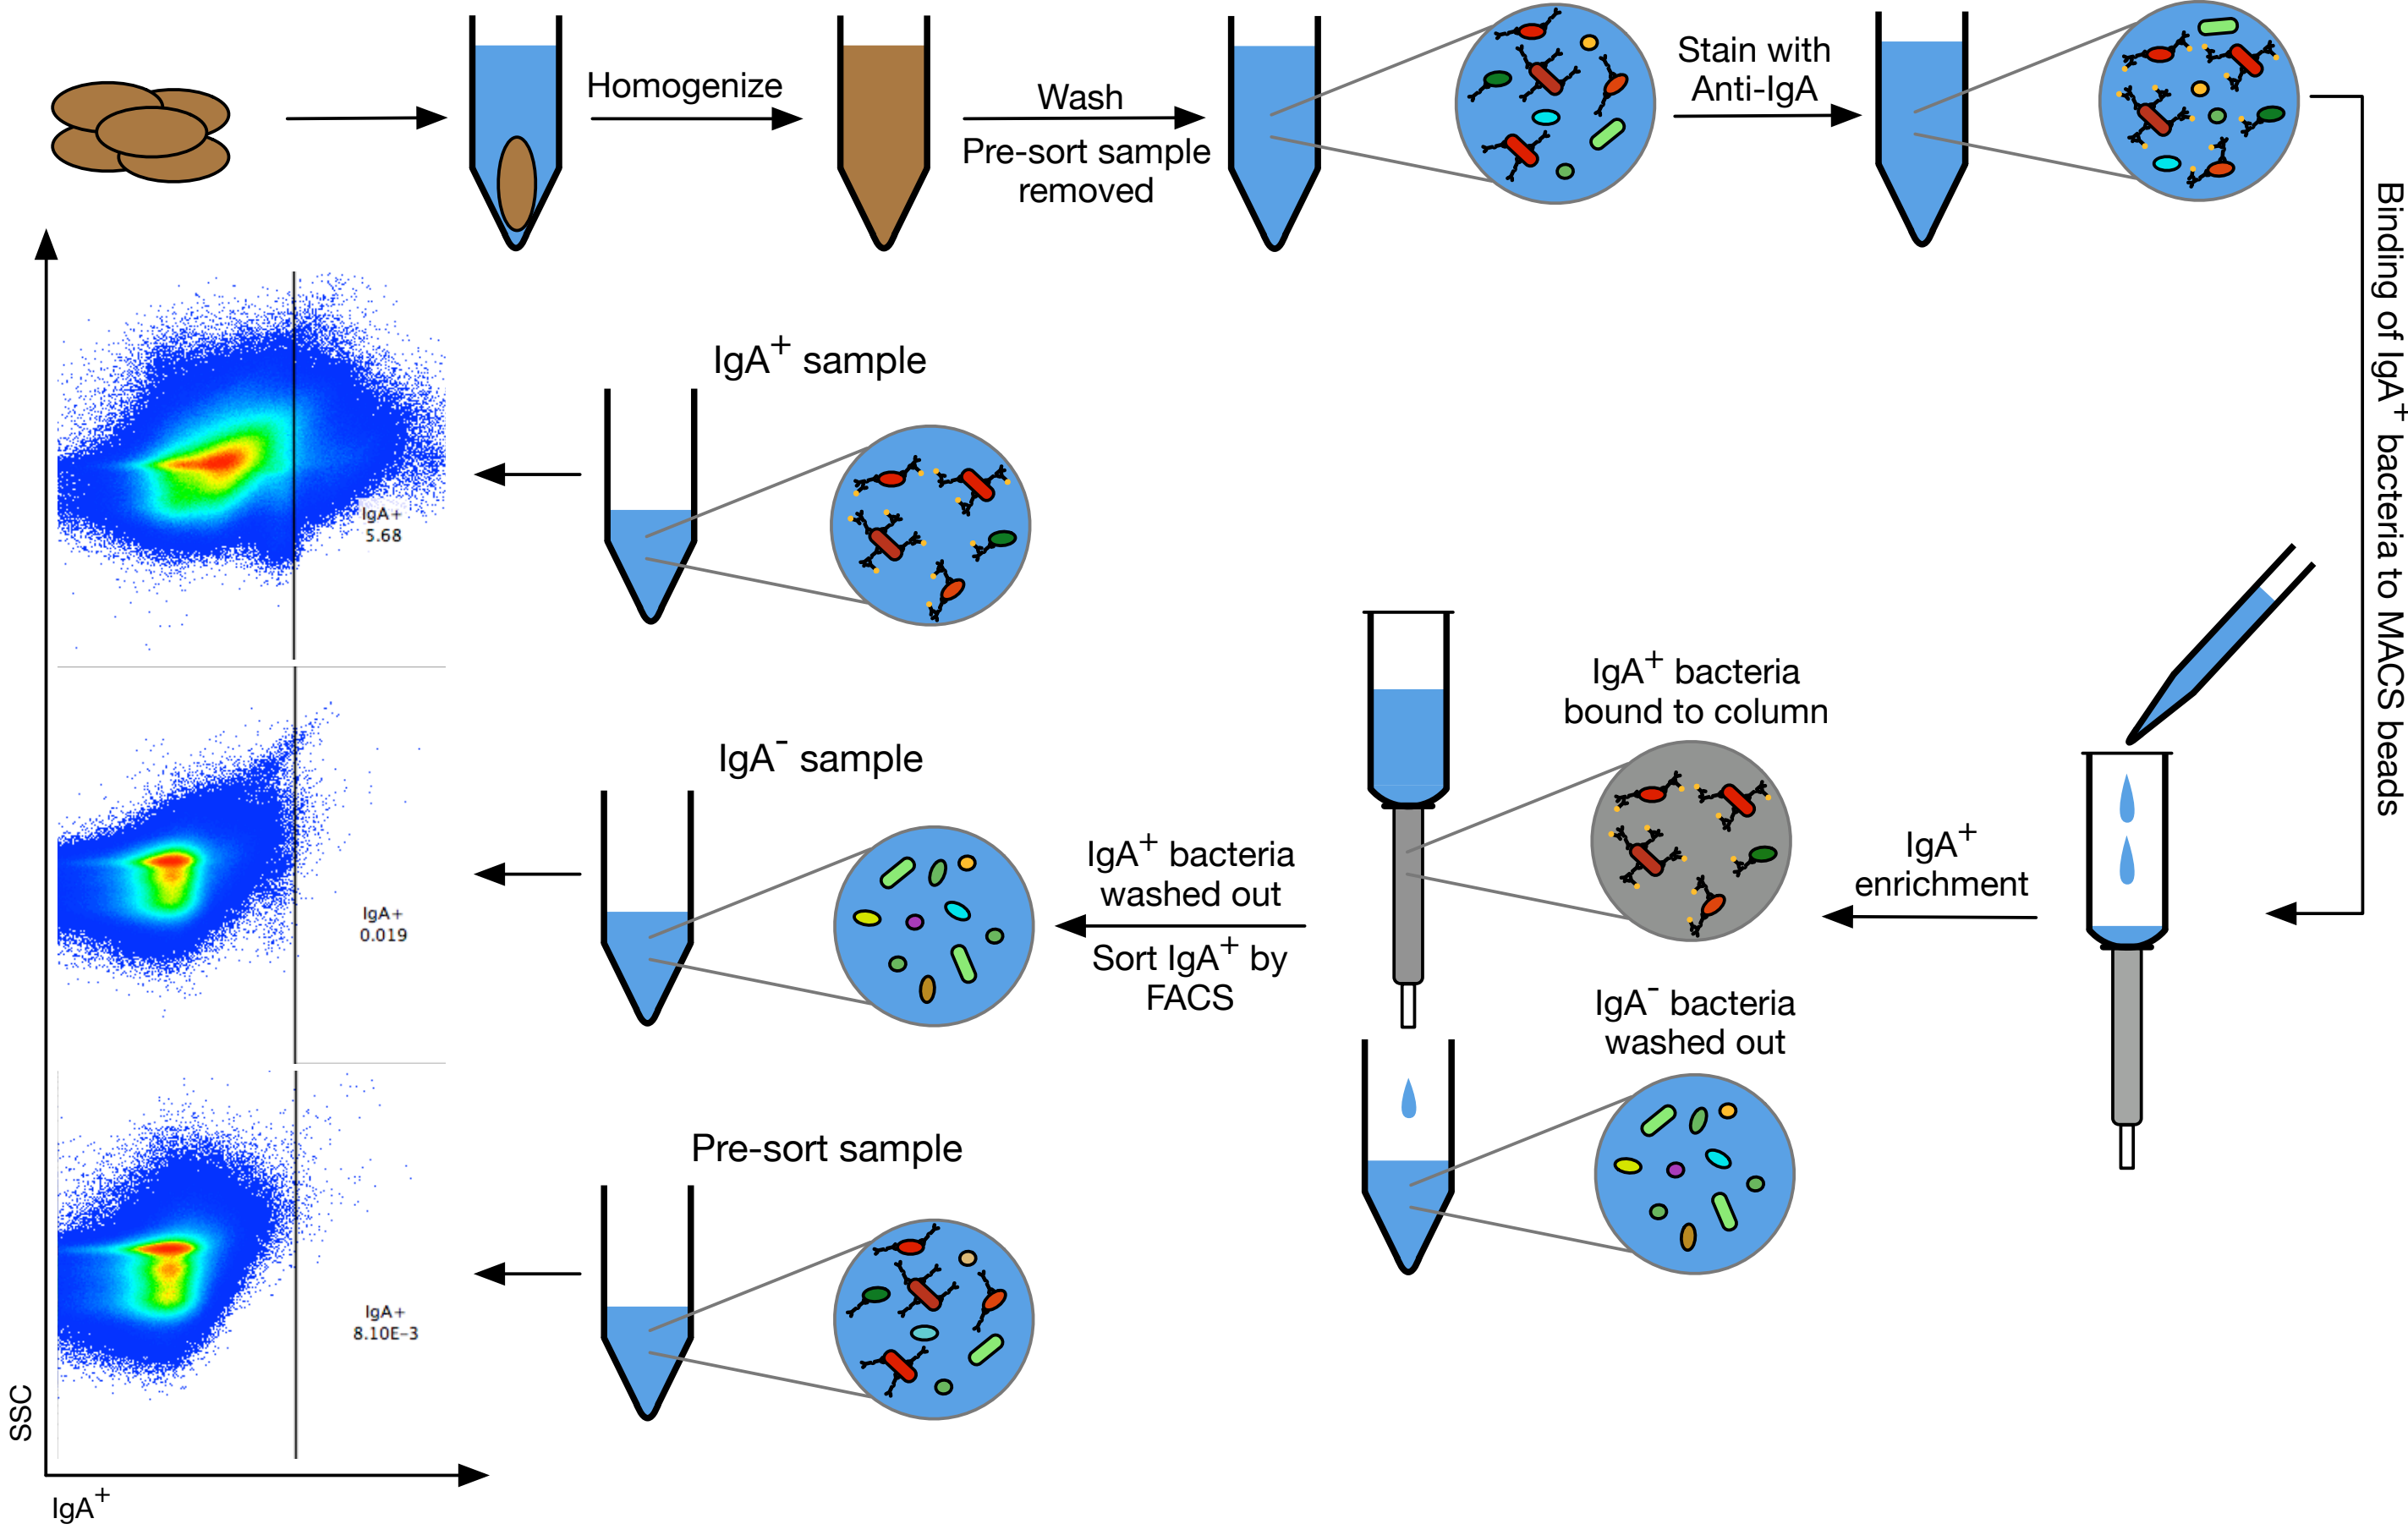 Homogenize
Wash
Pre-sort sample
removed
Stain with
Anti-IgA
Binding of IgA+ bacteria to MACS beads
IgA+ sample
IgA+
5.68
IgA+ bacteria
bound to column
IgA- sample
IgA+
0.019
IgA+ bacteria
washed out
Sort IgA+ by
FACS
IgA+
enrichment
IgA- bacteria
washed out
Pre-sort sample
IgA+
8.10E-3
SSC
IgA+